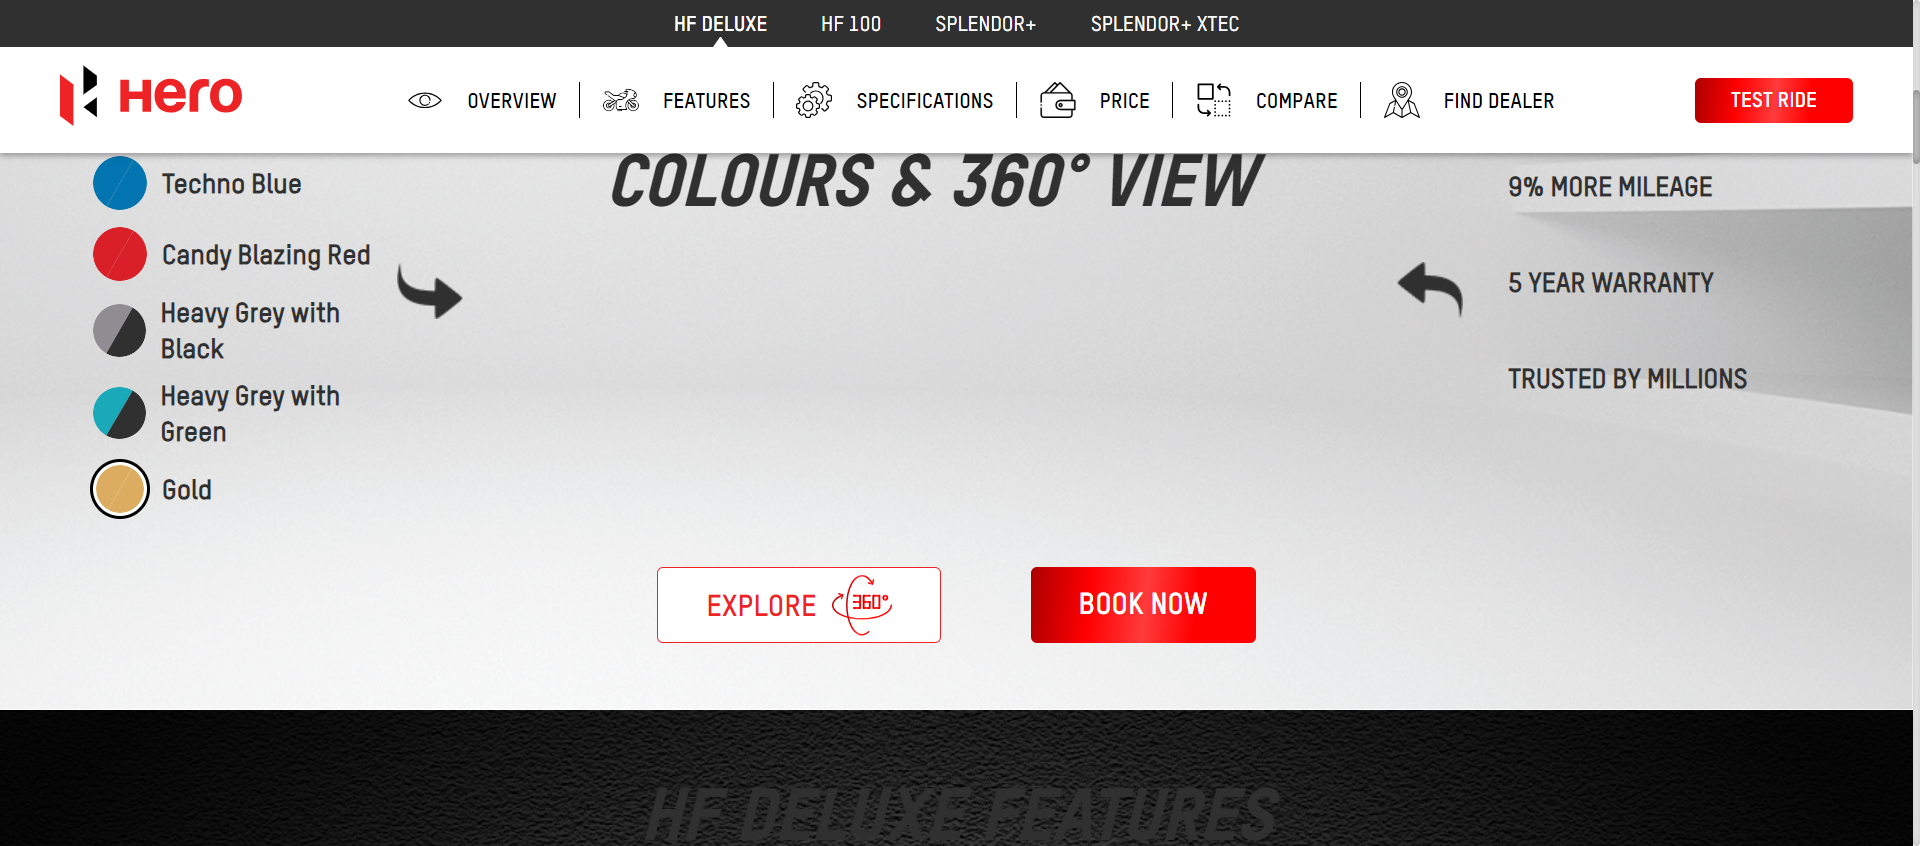 HF DELUXE HF 100 SPLENDOR+ SPLENDOR+ XTEC
Hero OVERVIEW FEATURES SPECIFICATIONS PRICE COMPARE FIND DEALER TEST RIDE
COLOURS & 360° VIEW
Techno Blue
Candy Blazing Red
Heavy Grey with
Black
Heavy Grey with
Green
Gold
9% MORE MILEAGE
5 YEAR WARRANTY
TRUSTED BY MILLIONS
EXPLORE 360° BOOK NOW
HF DELUXE FEATURES